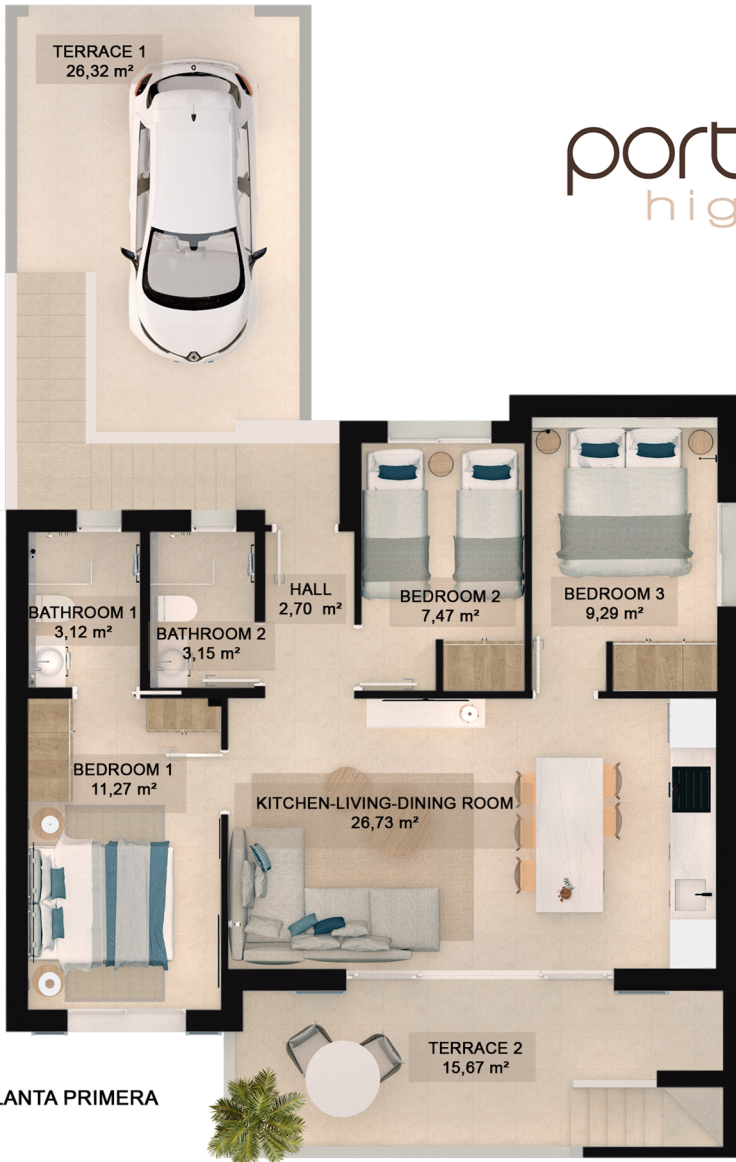 TERRACE 1
26,32 m²
port
hig
HALL
2,70 m²
BEDROOM 2
7,47 m²
BEDROOM 3
9,29 m²
BATHROOM 1
3,12 m²
BATHROOM 2
3,15 m²
BEDROOM 1
11,27 m²
KITCHEN-LIVING-DINING ROOM
26,73 m²
TERRACE 2
15,67 m²
LANTA PRIMERA